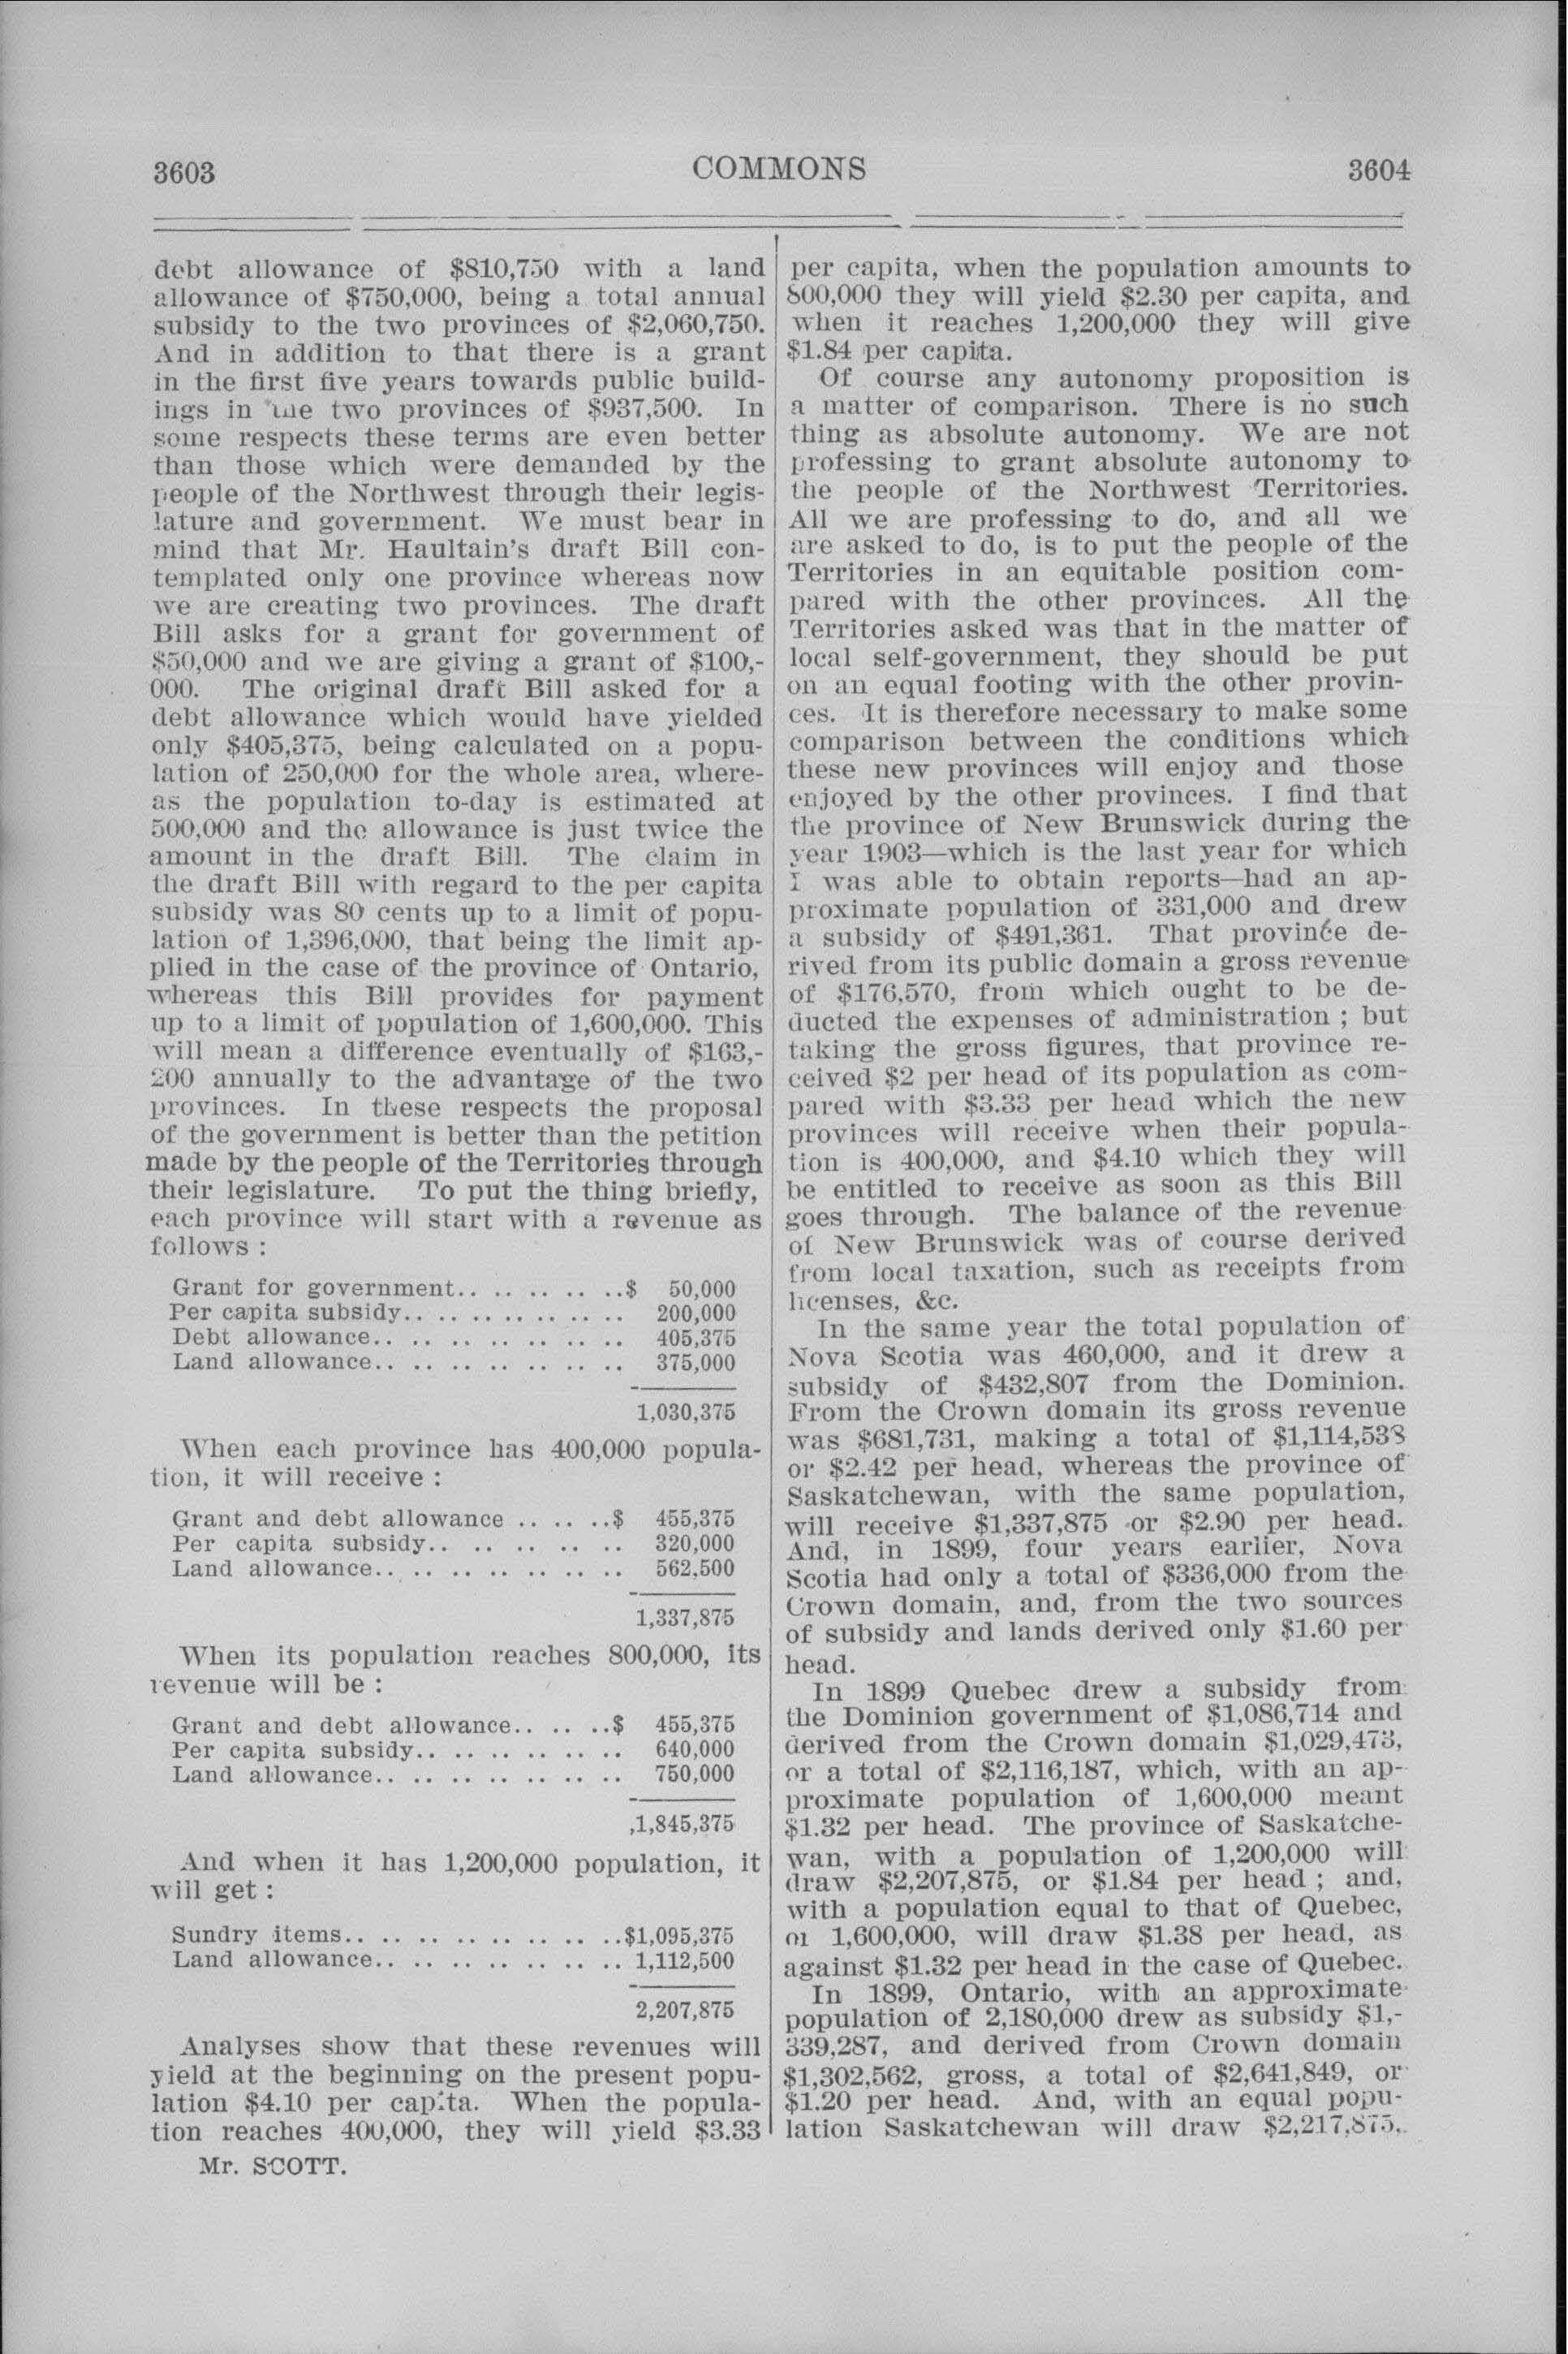 3603
COMMONS
3604
debt allowance of $810,750 with a land
allowance of $750,000, being a total annual
subsidy to the two provinces of $2,060,750.
And in addition to that there is a grant
in the first five years towards public build-
ings in the two provinces of $937,500. In
some respects these terms are even better
than those which were demanded by the
people of the Northwest through their legis-
lature and government. We must bear in
mind that Mr. Haultain's draft Bill con-
templated only one province whereas now
we are creating two provinces. The draft
Bill asks for a grant for government of
$50,000 and we are giving a grant of $100,-
000. The original draft Bill asked for a
debt allowance which would have yielded
only $405,375, being calculated on a popu-
lation of 250,000 for the whole area, where-
as the population to-day is estimated at
500,000 and the allowance is just twice the
amount in the draft Bill. The claim in
the draft Bill with regard to the per capita
subsidy was 80 cents up to a limit of popu-
lation of 1,396,000, that being the limit ap-
plied in the case of the province of Ontario,
whereas this Bill provides for payment
up to a limit of population of 1,600,000. This
will mean a difference eventually of $163,-
200 annually to the advantage of the two
provinces. In these respects the proposal
of the government is better than the petition
made by the people of the Territories through
their legislature. To put the thing briefly,
each province will start with a revenue as
follows :
Grant for government.. .. .. .. ..$ 50,000
Per capita subsidy.. .. .. .. .. .. 200,000
Debt allowance.. .. .. .. .. .. .. 405,375
Land allowance.. .. .. .. .. .. .. 375,000
1,030,375
When each province has 400,000 popula-
tion, it will receive :
Grant and debt allowance .. .. ..$ 455,375
Per capita subsidy.. .. .. .. .. .. 320,000
Land allowance.. .. .. .. .. .. .. 562,500
1,337,875
When its population reaches 800,000, its
revenue will be :
Grant and debt allowance.. .. ..$ 455,375
Per capita subsidy.. .. .. .. .. .. 640,000
Land allowance.. .. .. .. .. .. .. 750,000
1,845,375
And when it has 1,200,000 population, it
will get :
Sundry items.. .. .. .. .. .. .. ..$1,095,375
Land allowance.. .. .. .. .. .. .. 1,112,500
2,207,875
Analyses show that these revenues will
yield at the beginning on the present popu-
lation $4.10 per capita. When the popula-
tion reaches 400,000, they will yield $3.33
Mr. SCOTT.
per capita, when the population amounts to
800,000 they will yield $2.30 per capita, and
when it reaches 1,200,000 they will give
$1.84 per capita.
Of course any autonomy proposition is
a matter of comparison. There is no such
thing as absolute autonomy. We are not
professing to grant absolute autonomy to
the people of the Northwest Territories.
All we are professing to do, and all we
are asked to do, is to put the people of the
Territories in an equitable position com-
pared with the other provinces. All the
Territories asked was that in the matter of
local self-government, they should be put
on an equal footing with the other provin-
ces. It is therefore necessary to make some
comparison between the conditions which
these new provinces will enjoy and those
enjoyed by the other provinces. I find that
the province of New Brunswick during the
year 1903—which is the last year for which
I was able to obtain reports—had an ap-
proximate population of 331,000 and drew
a subsidy of $491,361. That province de-
rived from its public domain a gross revenue
of $176,570, from which ought to be de-
ducted the expenses of administration ; but
taking the gross figures, that province re-
ceived $2 per head of its population as com-
pared with $3.33 per head which the new
provinces will receive when their popula-
tion is 400,000, and $4.10 which they will
be entitled to receive as soon as this Bill
goes through. The balance of the revenue
of New Brunswick was of course derived
from local taxation, such as receipts from
licenses, &c.
In the same year the total population of
Nova Scotia was 460,000, and it drew a
subsidy of $432,807 from the Dominion.
From the Crown domain its gross revenue
was $681,731, making a total of $1,114,538
or $2.42 per head, whereas the province of
Saskatchewan, with the same population,
will receive $1,337,875 or $2.90 per head.
And, in 1899, four years earlier, Nova
Scotia had only a total of $336,000 from the
Crown domain, and, from the two sources
of subsidy and lands derived only $1.60 per
head.
In 1899 Quebec drew a subsidy from
the Dominion government of $1,086,714 and
derived from the Crown domain $1,029,473,
or a total of $2,116,187, which, with an ap-
proximate population of 1,600,000 meant
$1.32 per head. The province of Saskatche-
wan, with a population of 1,200,000 will
draw $2,207,875, or $1.84 per head ; and,
with a population equal to that of Quebec,
or 1,600,000, will draw $1.38 per head, as
against $1.32 per head in the case of Quebec.
In 1899, Ontario, with an approximate
population of 2,180,000 drew as subsidy $1,-
339,287, and derived from Crown domain
$1,302,562, gross, a total of $2,641,849, or
$1.20 per head. And, with an equal popu-
lation Saskatchewan will draw $2,217,875,